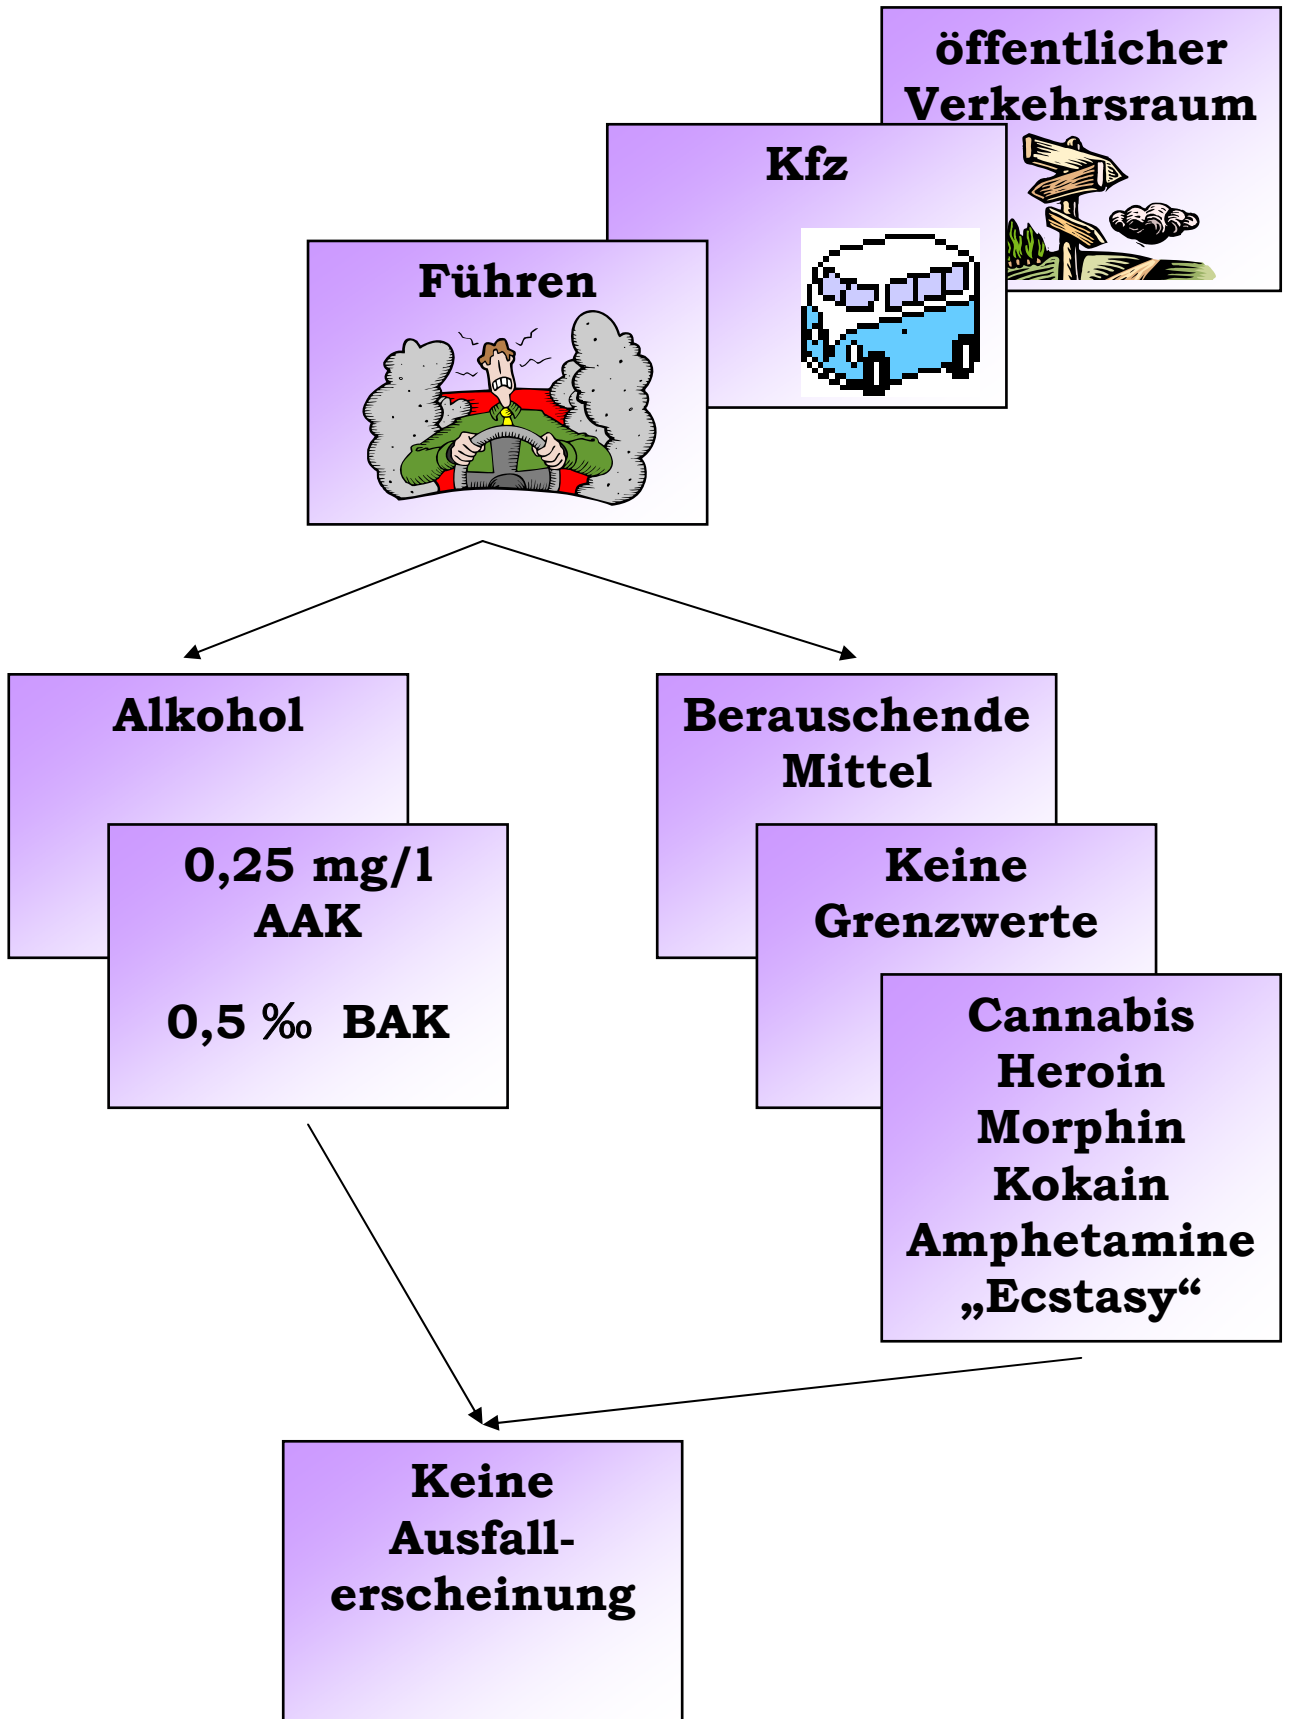 öffentlicher
Verkehrsraum
Kfz
Führen
Alkohol
0,25 mg/l
AAK
0,5 ‰  BAK
Berauschende
Mittel
Keine
Grenzwerte
Cannabis
Heroin
Morphin
Kokain
Amphetamine
„Ecstasy“
Keine
Ausfall-
erscheinung